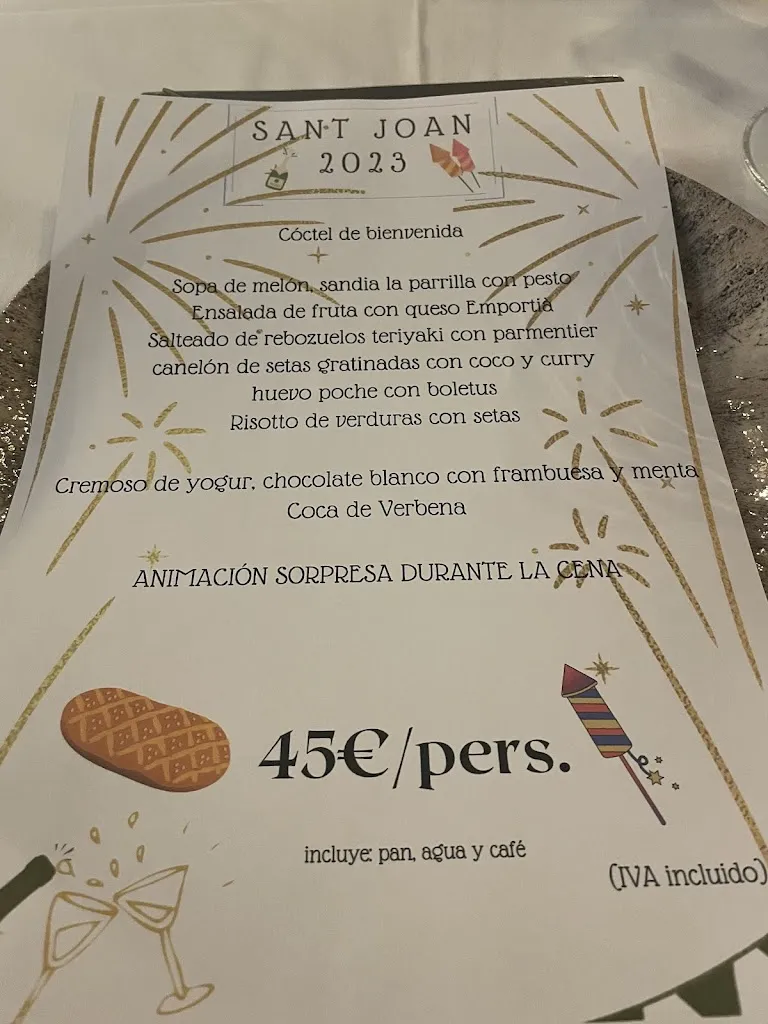 SANT JOAN
2023
Cóctel de bienvenida
Sopa de melón, sandia la parrilla con pesto
Ensalada de fruta con queso Emportià
Salteado de rebozuelos teriyaki con parmentier
canelón de setas gratinadas con coco y curry
huevo poche con boletus
Risotto de verduras con setas
Cremoso de yogur, chocolate blanco con frambuesa y menta
Coca de Verbena
ANIMACIÓN SORPRESA DURANTE LA CENA
45€/pers.
incluye: pan, agua y café
(IVA incluido)